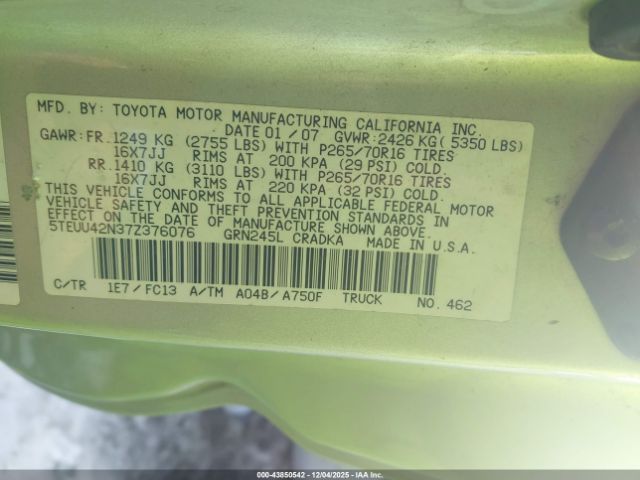 MFD. BY: TOYOTA MOTOR MANUFACTURING CALIFORNIA INC.
DATE 01 / 07 GVWR: 2426 KG ( 5350 LBS)
GAWR: FR. 1249 KG (2755 LBS) WITH P265/70R16 TIRES
16X7JJ RIMS AT 200 KPA (29 PSI) COLD.
RR. 1410 KG (3110 LBS) WITH P265/70R16 TIRES
16X7JJ RIMS AT 220 KPA (32 PSI) COLD.
THIS VEHICLE CONFORMS TO ALL APPLICABLE FEDERAL MOTOR
VEHICLE SAFETY, AND THEFT PREVENTION STANDARDS IN
EFFECT ON THE DATE OF MANUFACTURE SHOWN ABOVE.
5TEUU42N37Z376076 GRN245L CRADKA MADE IN U.S.A.
C/TR 1E7 / FC13 A/TM A04B / A750F TRUCK NO. 462
IAA-43850542 - 12/04/2025 - IAAI.COM